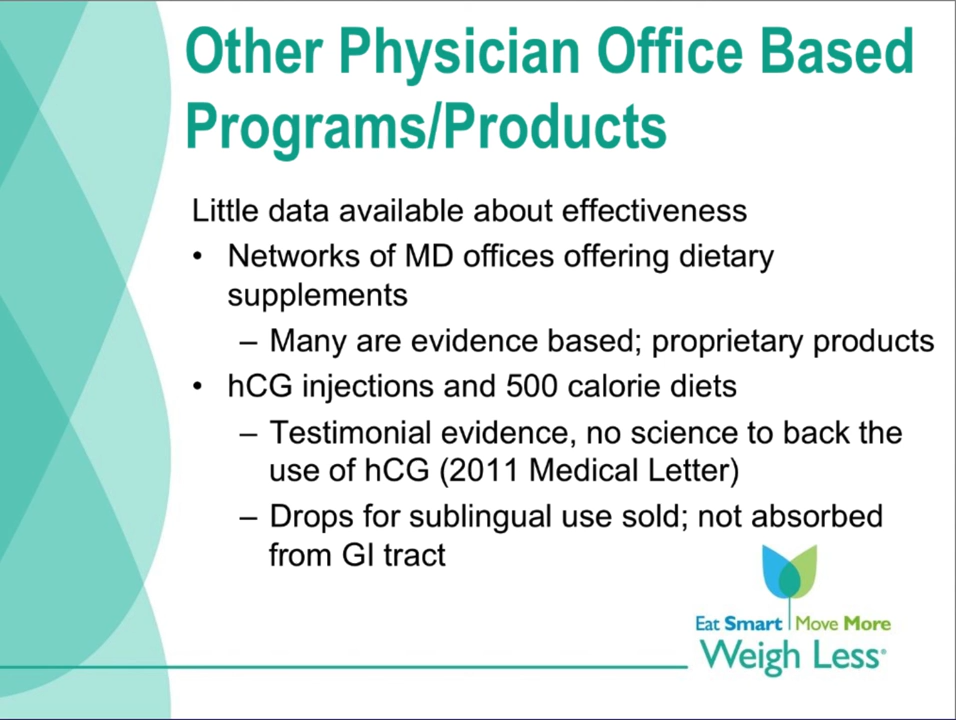 Other Physician Office Based
Programs/Products
Little data available about effectiveness
• Networks of MD offices offering dietary
supplements
– Many are evidence based; proprietary products
• hCG injections and 500 calorie diets
– Testimonial evidence, no science to back the
use of hCG (2011 Medical Letter)
– Drops for sublingual use sold; not absorbed
from GI tract
Eat Smart Move More
Weigh Less®